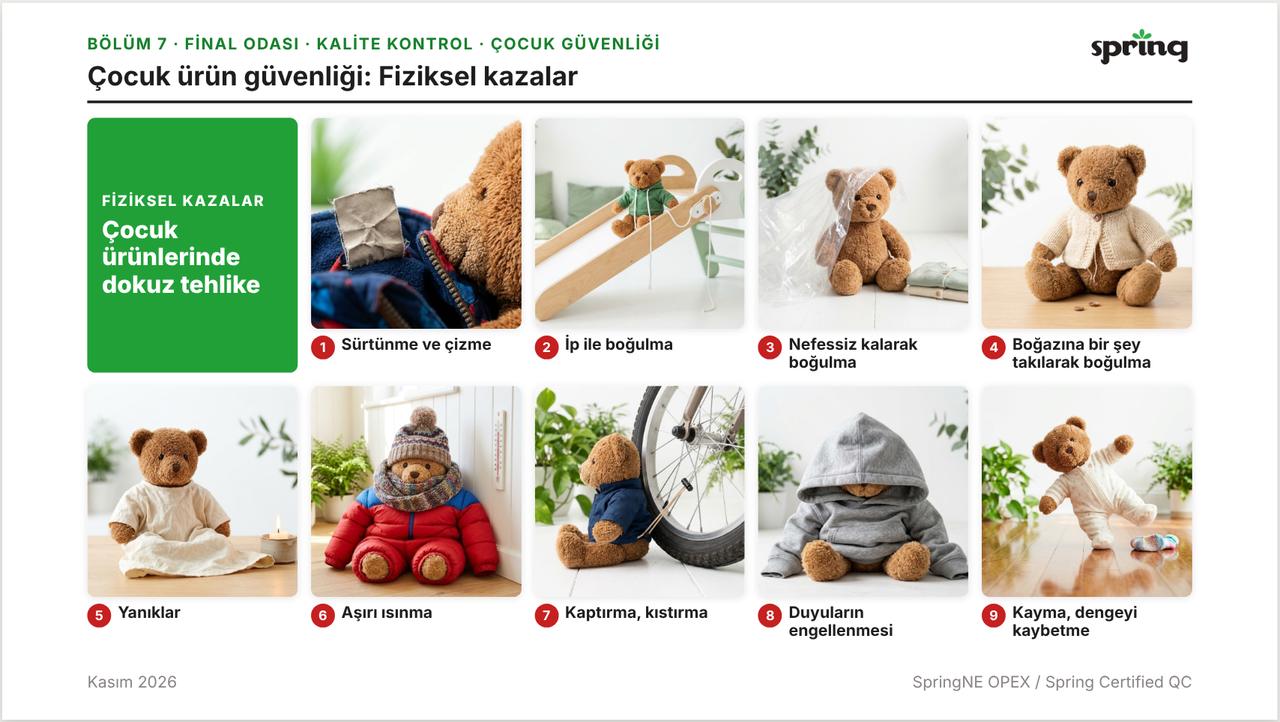 BÖLÜM 7 · FİNAL ODASI · KALİTE KONTROL · ÇOCUK GÜVENLİĞİ
spring
Çocuk ürün güvenliği: Fiziksel kazalar
FİZİKSEL KAZALAR
Çocuk
ürünlerinde
dokuz tehlike
1 Sürtünme ve çizme
2 İp ile boğulma
3 Nefessiz kalarak
boğulma
4 Boğazına bir şey
takılarak boğulma
5 Yanıklar
6 Aşırı ısınma
7 Kaptırma, kıstırma
8 Duyuların
engellenmesi
9 Kayma, dengeyi
kaybetme
Kasım 2026
SpringNE OPEX / Spring Certified QC